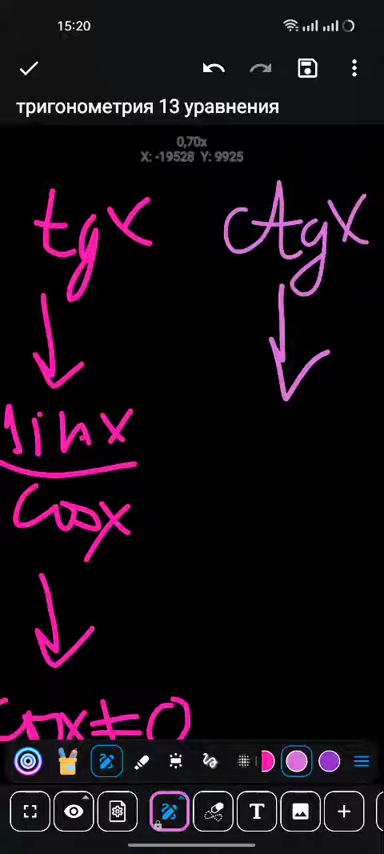 15:20
тригонометрия 13 уравнения
0,70x
X: -19528 Y: 9925
tgx ctgx
sinx
cosx
cosx≠0
T